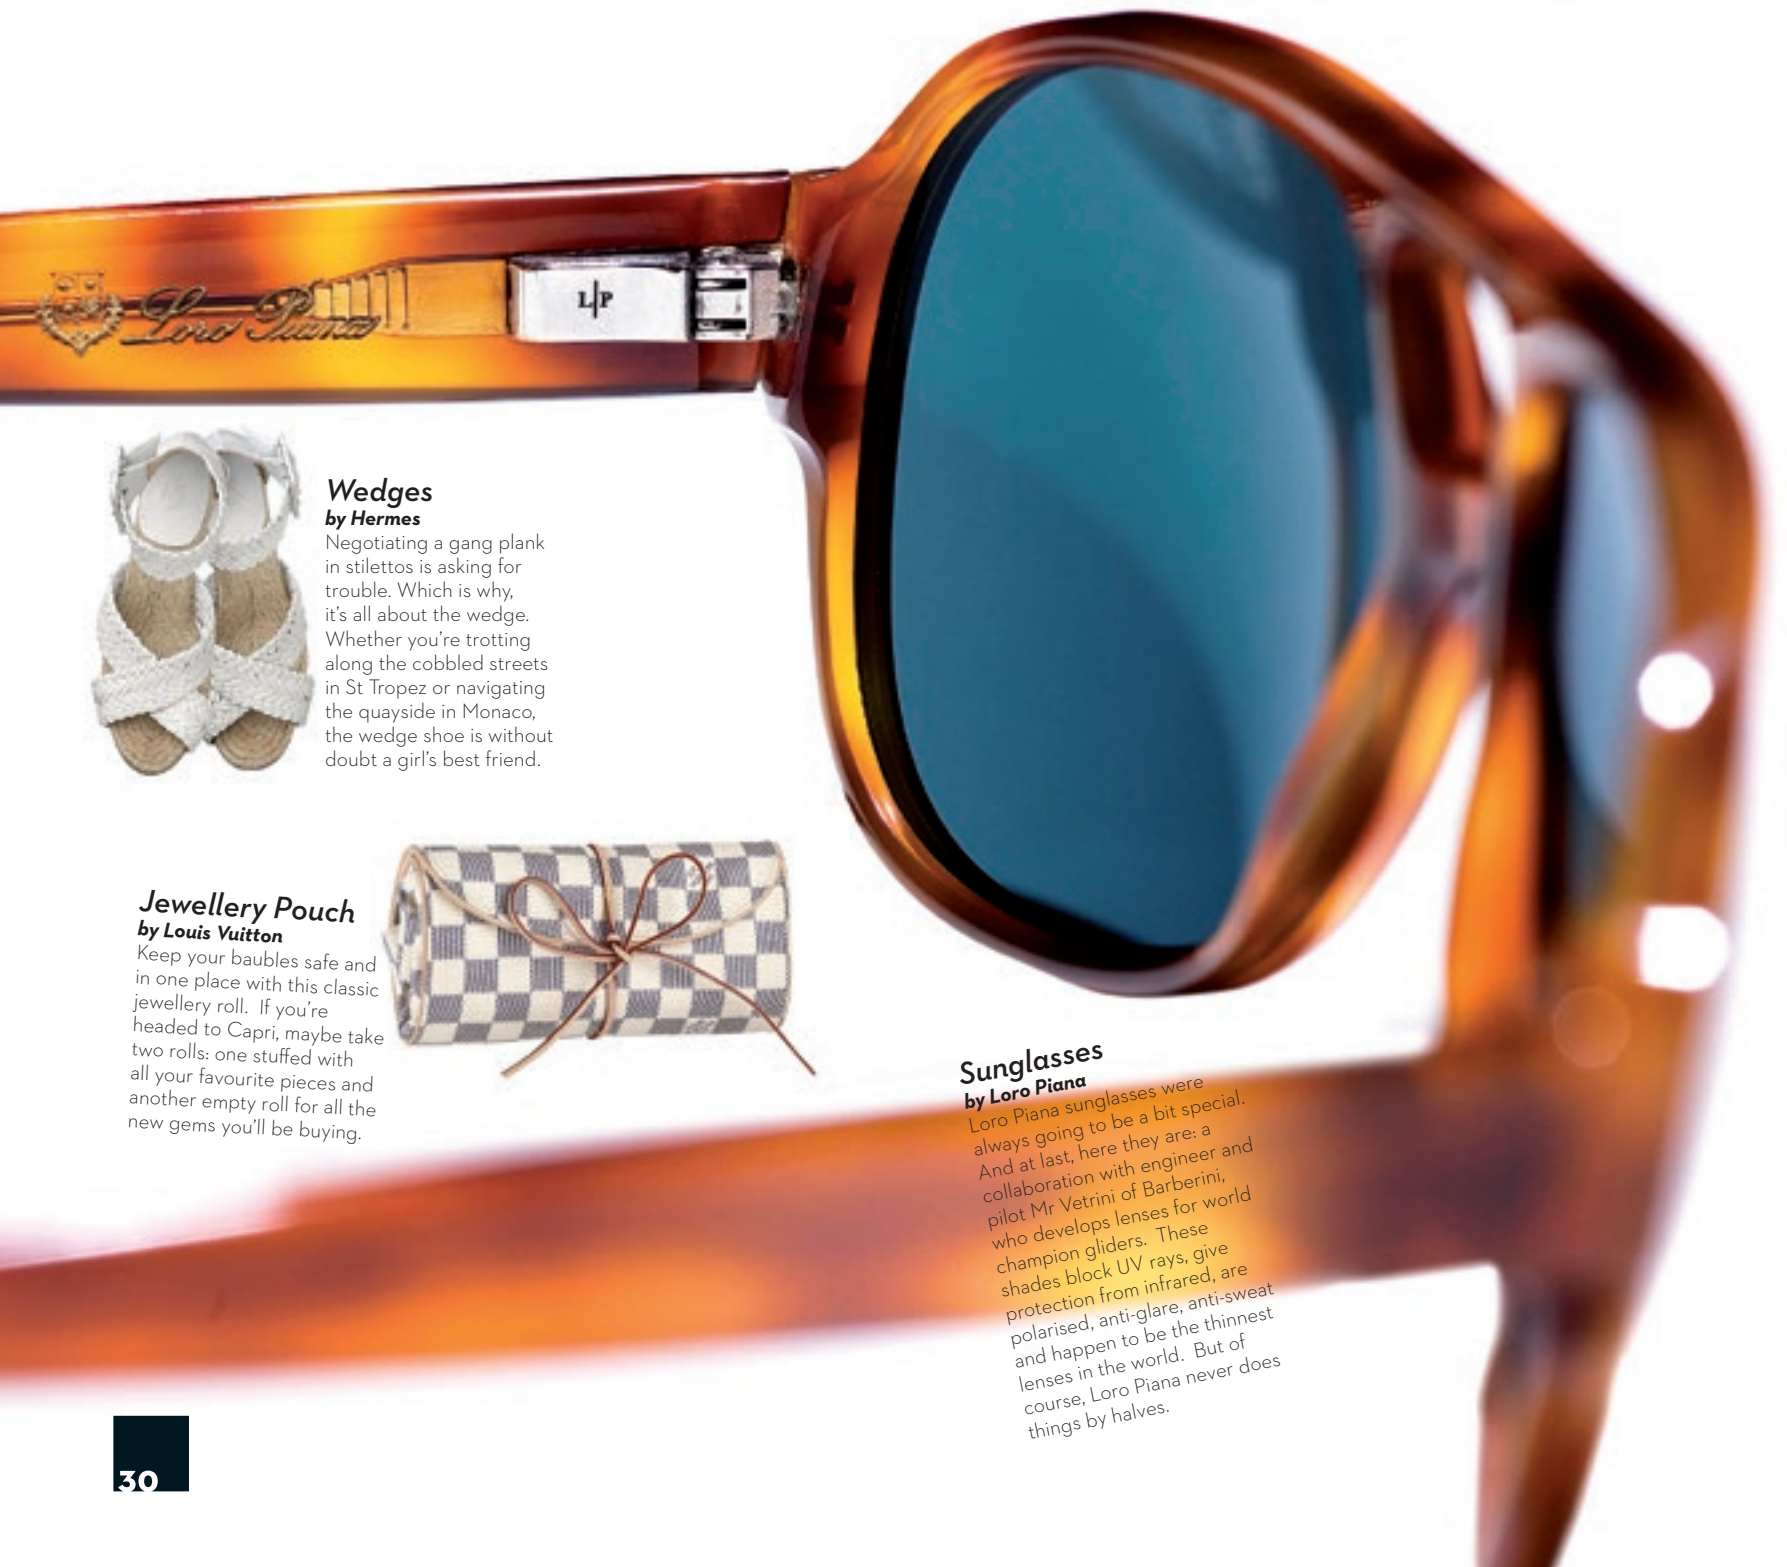 Loro Piana
L|P
Wedges
by Hermes
Negotiating a gang plank
in stilettos is asking for
trouble. Which is why,
it's all about the wedge.
Whether you're trotting
along the cobbled streets
in St Tropez or navigating
the quayside in Monaco,
the wedge shoe is without
doubt a girl's best friend.
Jewellery Pouch
by Louis Vuitton
Keep your baubles safe and
in one place with this classic
jewellery roll.  If you're
headed to Capri, maybe take
two rolls: one stuffed with
all your favourite pieces and
another empty roll for all the
new gems you'll be buying.
Sunglasses
by Loro Piana
Loro Piana sunglasses were
always going to be a bit special.
And at last, here they are: a
collaboration with engineer and
pilot Mr Vetrini of Barberini,
who develops lenses for world
champion gliders.  These
shades block UV rays, give
protection from infrared, are
polarised, anti-glare, anti-sweat
and happen to be the thinnest
lenses in the world.  But of
course, Loro Piana never does
things by halves.
30